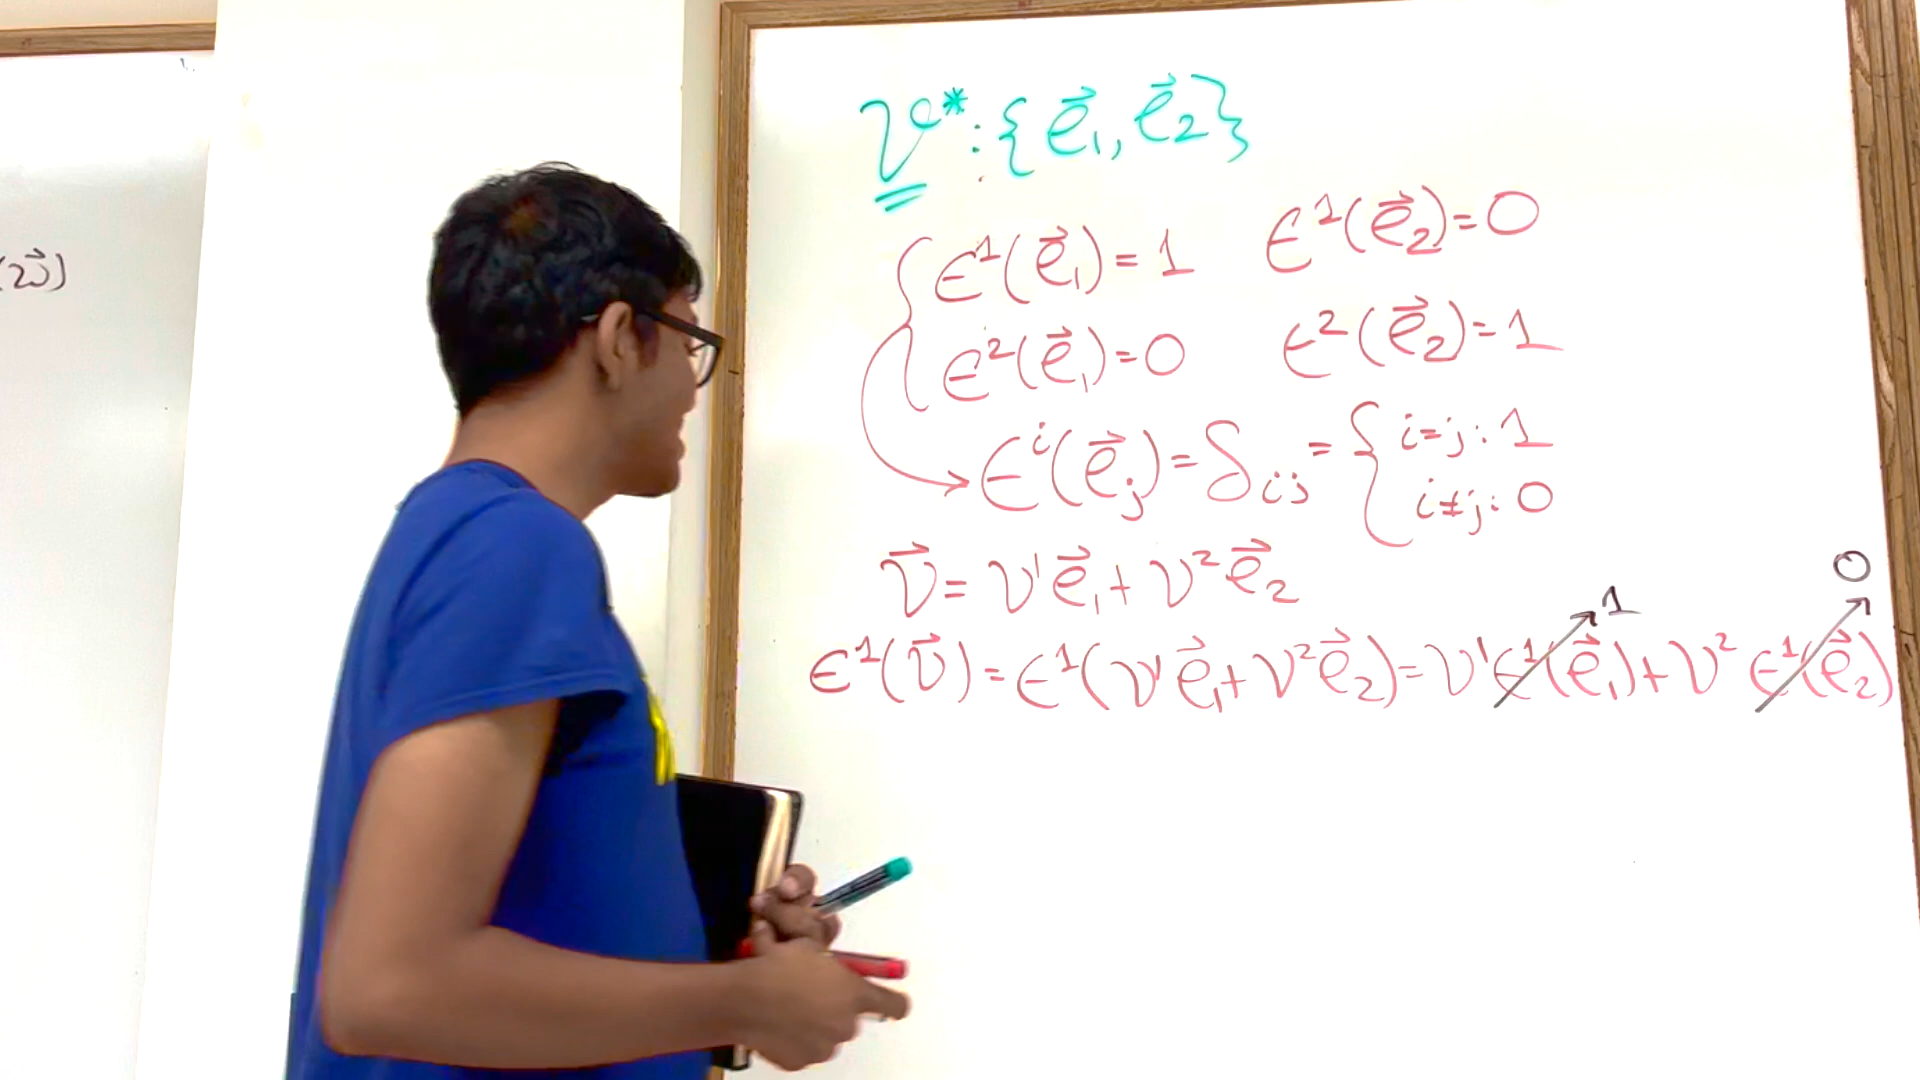 (w⃗)
V*: {e⃗₁, e⃗₂}
ϵ¹(e⃗₁) = 1 ϵ¹(e⃗₂) = 0
ϵ²(e⃗₁) = 0 ϵ²(e⃗₂) = 1
ϵⁱ(e⃗ⱼ) = δᵢⱼ = { i=j: 1
i≠j: 0
v⃗ = v¹e⃗₁ + v²e⃗₂
1 0
ϵ¹(v⃗) = ϵ¹(v¹e⃗₁ + v²e⃗₂) = v¹ϵ¹(e⃗₁) + v² ϵ¹(e⃗₂)